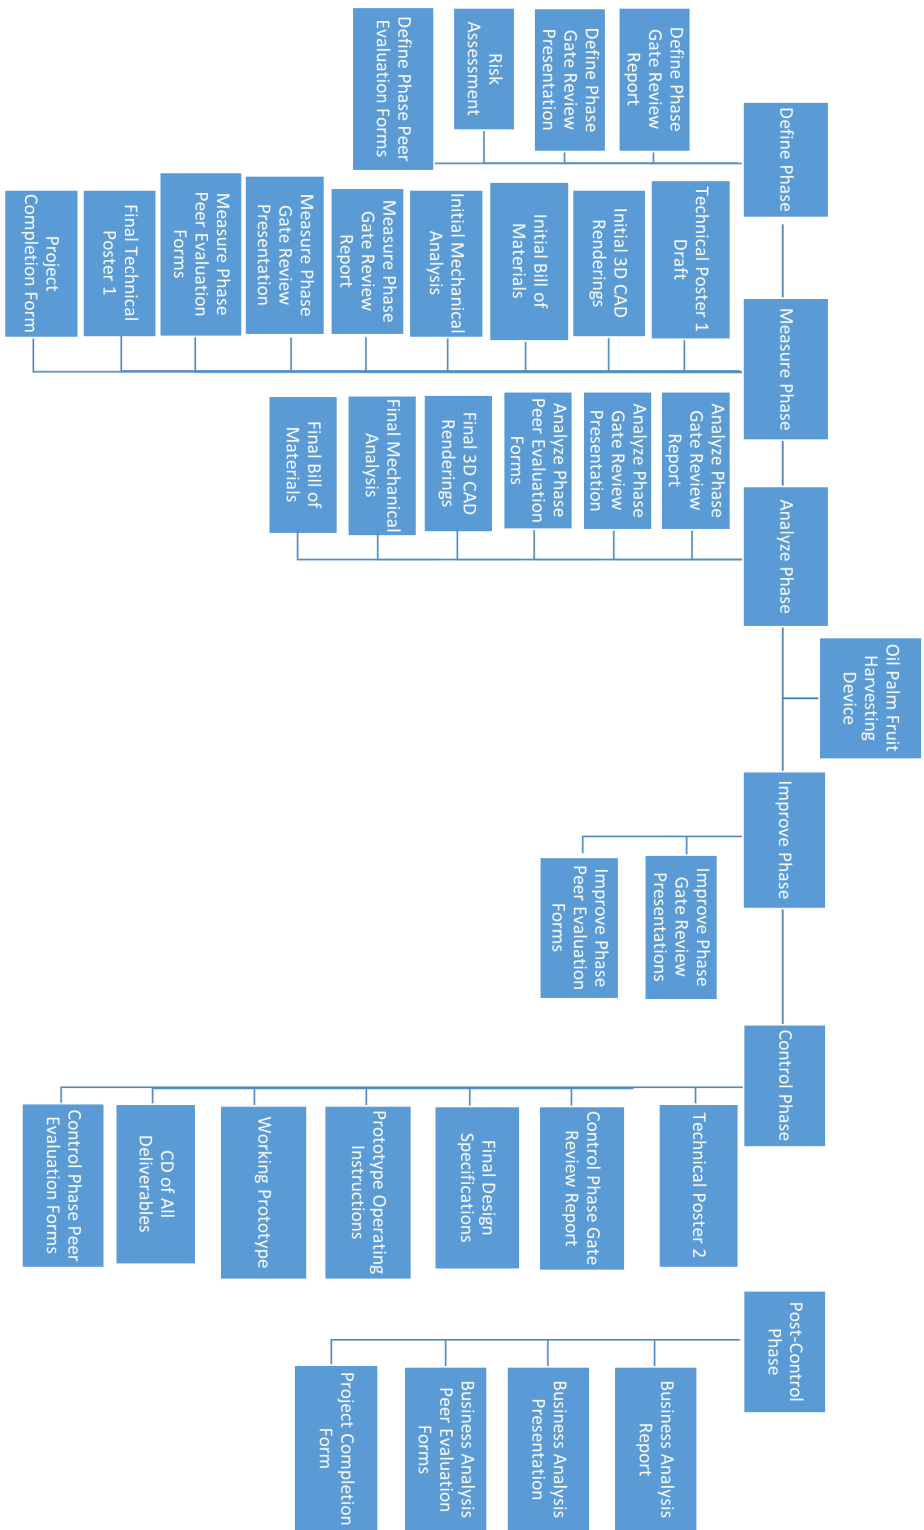 Oil Palm Fruit
Harvesting
Device
Define Phase
Define Phase
Gate Review
Report
Define Phase
Gate Review
Presentation
Risk
Assessment
Define Phase Peer
Evaluation Forms
Measure Phase
Technical Poster 1
Draft
Initial 3D CAD
Renderings
Initial Bill of
Materials
Initial Mechanical
Analysis
Measure Phase
Gate Review
Report
Measure Phase
Gate Review
Presentation
Measure Phase
Peer Evaluation
Forms
Final Technical
Poster 1
Project
Completion Form
Analyze Phase
Analyze Phase
Gate Review
Report
Analyze Phase
Gate Review
Presentation
Analyze Phase
Peer Evaluation
Forms
Final 3D CAD
Renderings
Final Mechanical
Analysis
Final Bill of
Materials
Improve Phase
Improve Phase
Gate Review
Presentations
Improve Phase
Peer Evaluation
Forms
Control Phase
Technical Poster 2
Control Phase Gate
Review Report
Final Design
Specifications
Prototype Operating
Instructions
Working Prototype
CD of All
Deliverables
Control Phase Peer
Evaluation Forms
Post-Control
Phase
Business Analysis
Report
Business Analysis
Presentation
Business Analysis
Peer Evaluation
Forms
Project Completion
Form